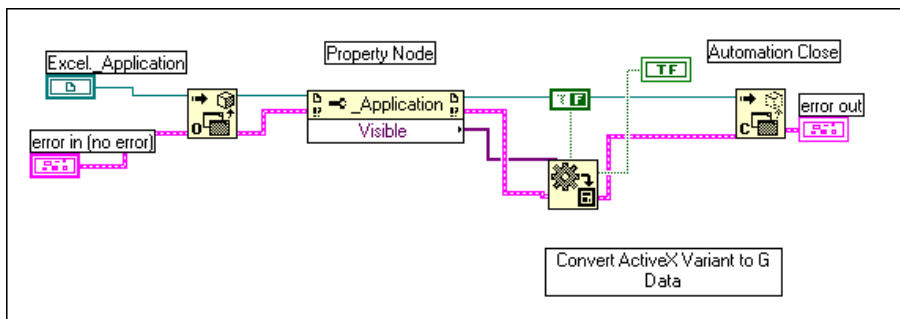 Property Node
Automation Close
Excel._Application
TF
_Application
F
error out
O
C
Visible
error in (no error)
Convert ActiveX Variant to G
Data